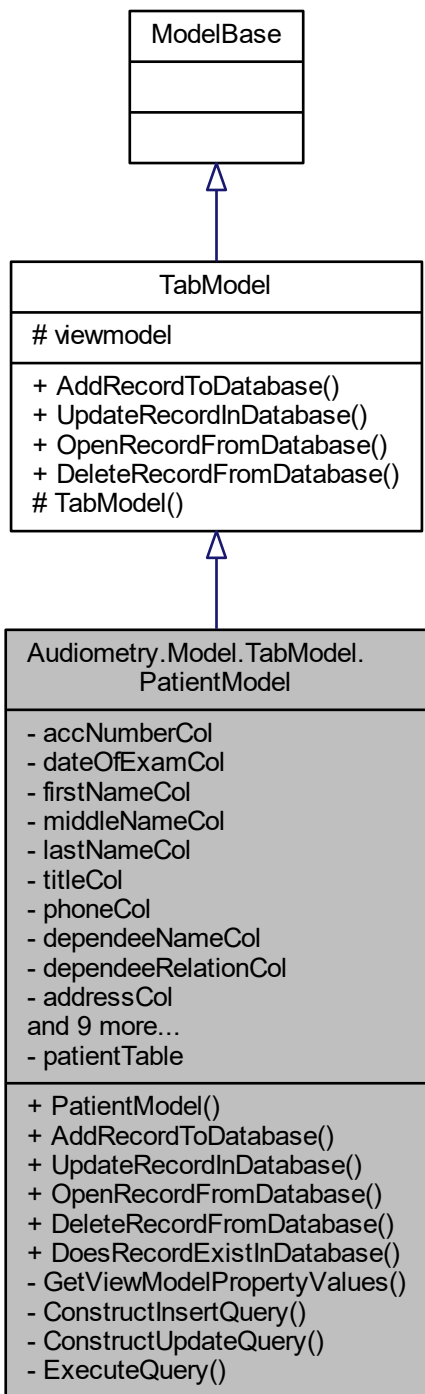 ModelBase
TabModel
# viewmodel
+ AddRecordToDatabase()
+ UpdateRecordInDatabase()
+ OpenRecordFromDatabase()
+ DeleteRecordFromDatabase()
# TabModel()
Audiometry.Model.TabModel.
PatientModel
- accNumberCol
- dateOfExamCol
- firstNameCol
- middleNameCol
- lastNameCol
- titleCol
- phoneCol
- dependeeNameCol
- dependeeRelationCol
- addressCol
and 9 more...
- patientTable
+ PatientModel()
+ AddRecordToDatabase()
+ UpdateRecordInDatabase()
+ OpenRecordFromDatabase()
+ DeleteRecordFromDatabase()
+ DoesRecordExistInDatabase()
- GetViewModelPropertyValues()
- ConstructInsertQuery()
- ConstructUpdateQuery()
- ExecuteQuery()